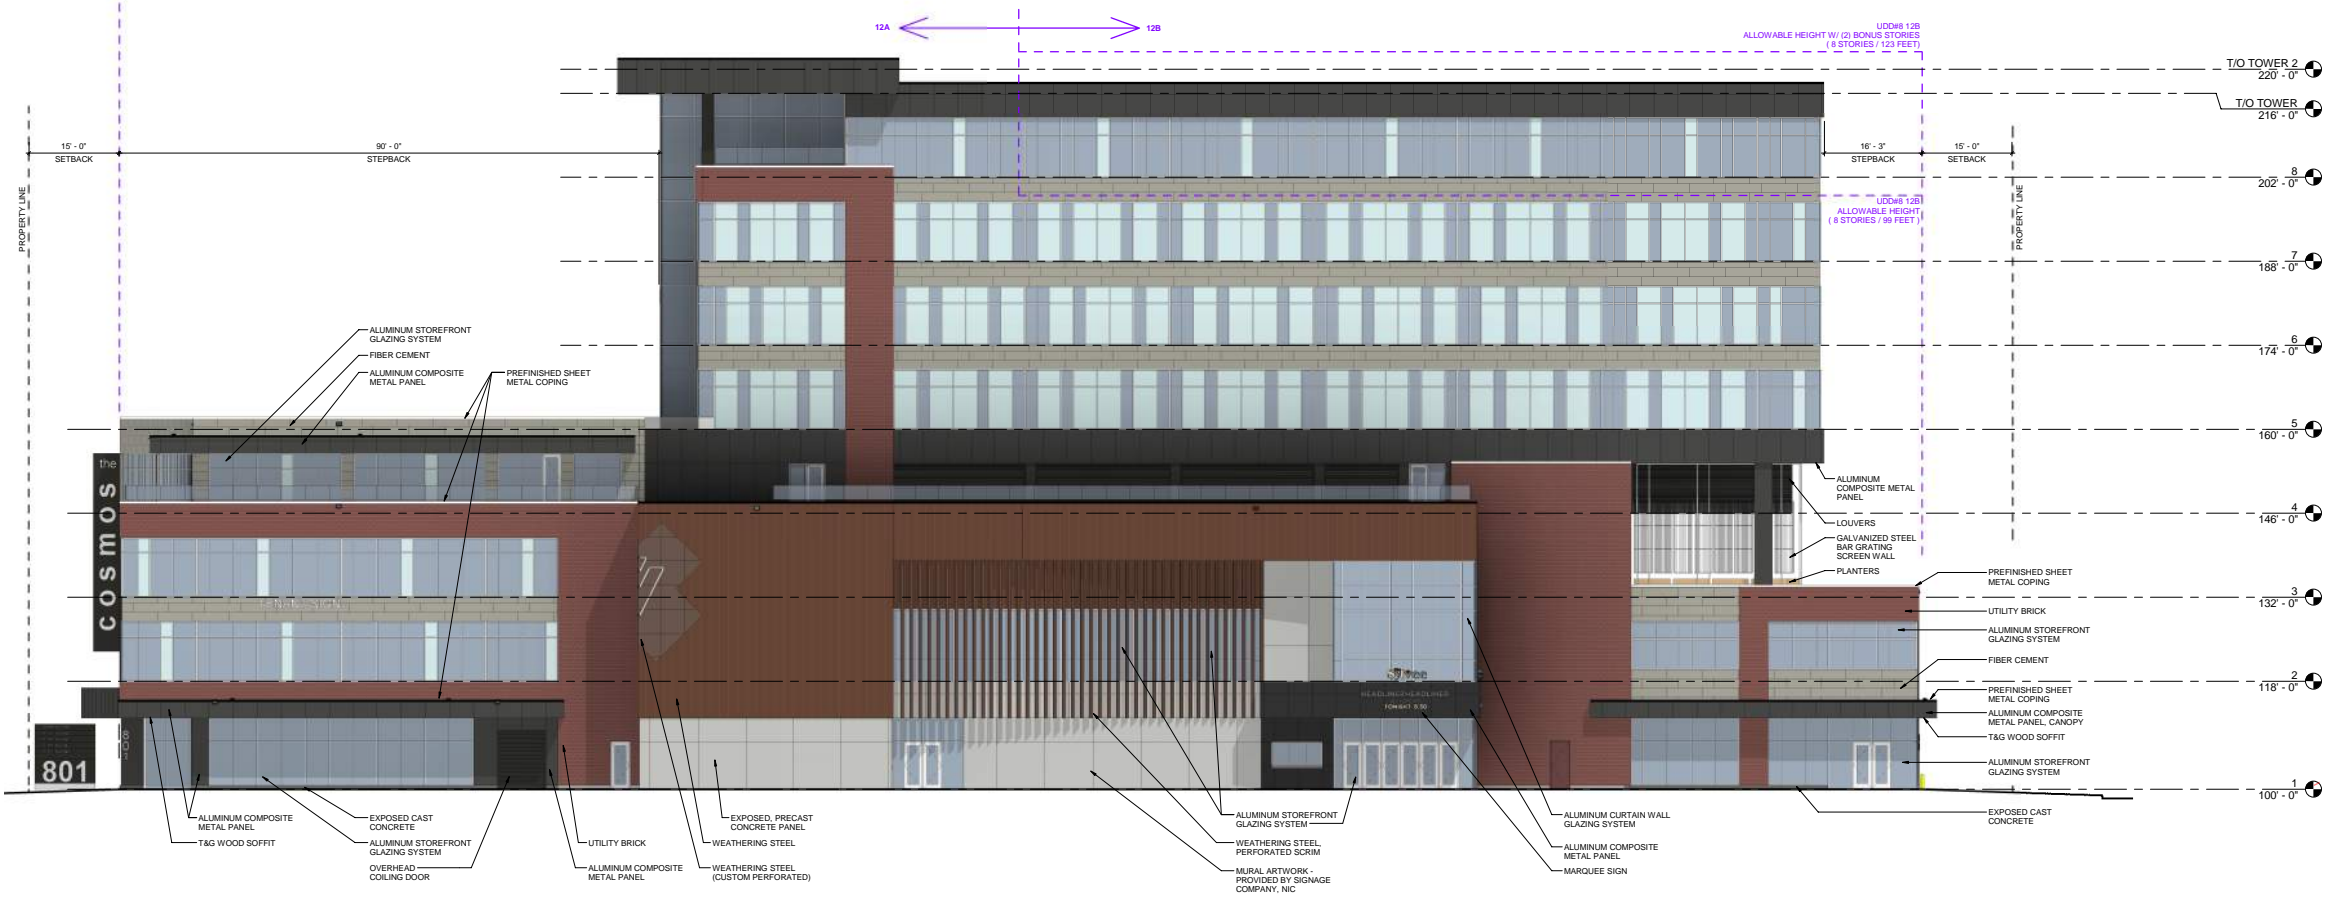 12A
12B
UDD#8 12B
ALLOWABLE HEIGHT W/ (2) BONUS STORIES
( 8 STORIES / 123 FEET)
T/O TOWER 2
220' - 0"
T/O TOWER
216' - 0"
15' - 0"
SETBACK
90' - 0"
STEPBACK
16' - 3"
STEPBACK
15' - 0"
SETBACK
PROPERTY LINE
PROPERTY LINE
8
202' - 0"
UDD#8 12B
ALLOWABLE HEIGHT
( 8 STORIES / 99 FEET )
7
188' - 0"
6
174' - 0"
ALUMINUM STOREFRONT
GLAZING SYSTEM
FIBER CEMENT
ALUMINUM COMPOSITE
METAL PANEL
PREFINISHED SHEET
METAL COPING
5
160' - 0"
the
cosmos
ALUMINUM
COMPOSITE METAL
PANEL
LOUVERS
GALVANIZED STEEL
BAR GRATING
SCREEN WALL
PLANTERS
4
146' - 0"
PREFINISHED SHEET
METAL COPING
3
132' - 0"
UTILITY BRICK
ALUMINUM STOREFRONT
GLAZING SYSTEM
FIBER CEMENT
2
118' - 0"
PREFINISHED SHEET
METAL COPING
ALUMINUM COMPOSITE
METAL PANEL, CANOPY
T&G WOOD SOFFIT
ALUMINUM STOREFRONT
GLAZING SYSTEM
TENANT SIGN
801
801
1
100' - 0"
EXPOSED CAST
CONCRETE
ALUMINUM COMPOSITE
METAL PANEL
T&G WOOD SOFFIT
EXPOSED CAST
CONCRETE
ALUMINUM STOREFRONT
GLAZING SYSTEM
OVERHEAD
COILING DOOR
UTILITY BRICK
ALUMINUM COMPOSITE
METAL PANEL
EXPOSED, PRECAST
CONCRETE PANEL
WEATHERING STEEL
WEATHERING STEEL
(CUSTOM PERFORATED)
ALUMINUM STOREFRONT
GLAZING SYSTEM
WEATHERING STEEL,
PERFORATED SCRIM
MURAL ARTWORK -
PROVIDED BY SIGNAGE
COMPANY, NIC
ALUMINUM CURTAIN WALL
GLAZING SYSTEM
ALUMINUM COMPOSITE
METAL PANEL
MARQUEE SIGN